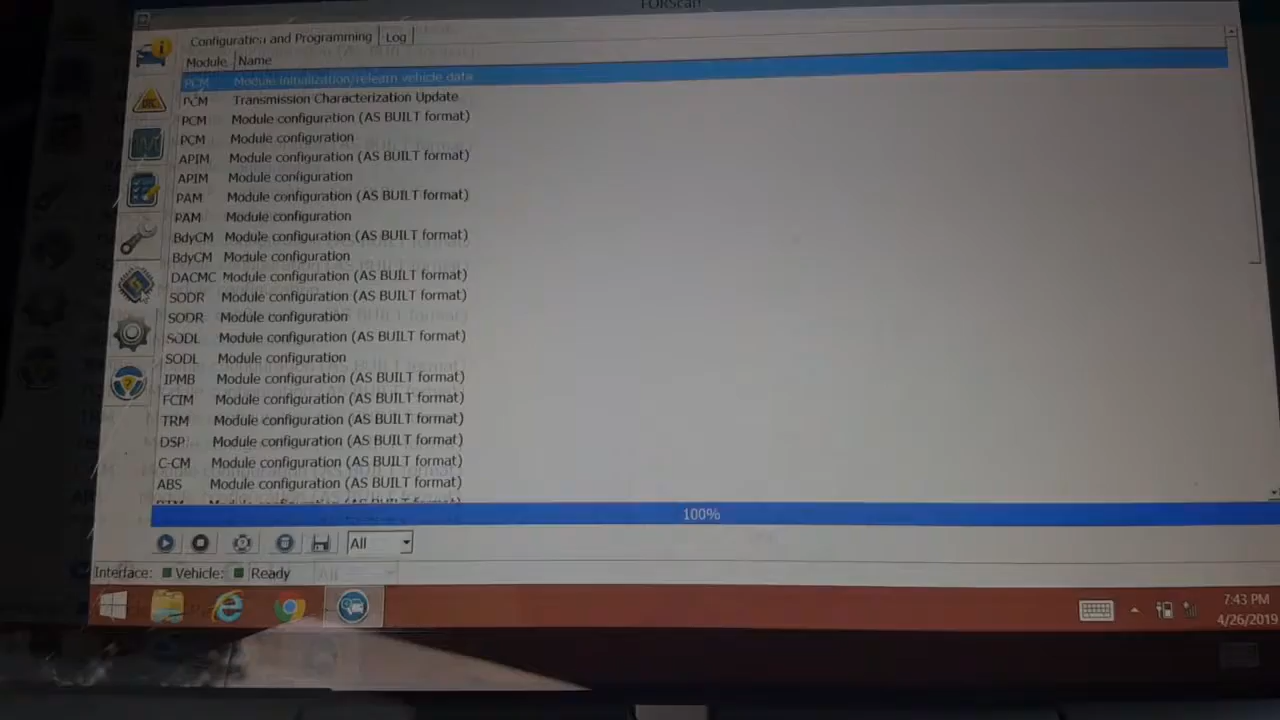 FORScan
Configuration and Programming Log
Module Name
PCM Module initialization/relearn vehicle data
PCM Transmission Characterization Update
PCM Module configuration (AS BUILT format)
PCM Module configuration
APIM Module configuration (AS BUILT format)
APIM Module configuration
PAM Module configuration (AS BUILT format)
PAM Module configuration
BdyCM Module configuration (AS BUILT format)
BdyCM Module configuration
DACMC Module configuration (AS BUILT format)
SODR Module configuration (AS BUILT format)
SODR Module configuration
SODL Module configuration (AS BUILT format)
SODL Module configuration
IPMB Module configuration (AS BUILT format)
FCIM Module configuration (AS BUILT format)
TRM Module configuration (AS BUILT format)
DSP Module configuration (AS BUILT format)
C-CM Module configuration (AS BUILT format)
ABS Module configuration (AS BUILT format)
100%
All
Interface: Vehicle: Ready
7:43 PM
4/26/2019